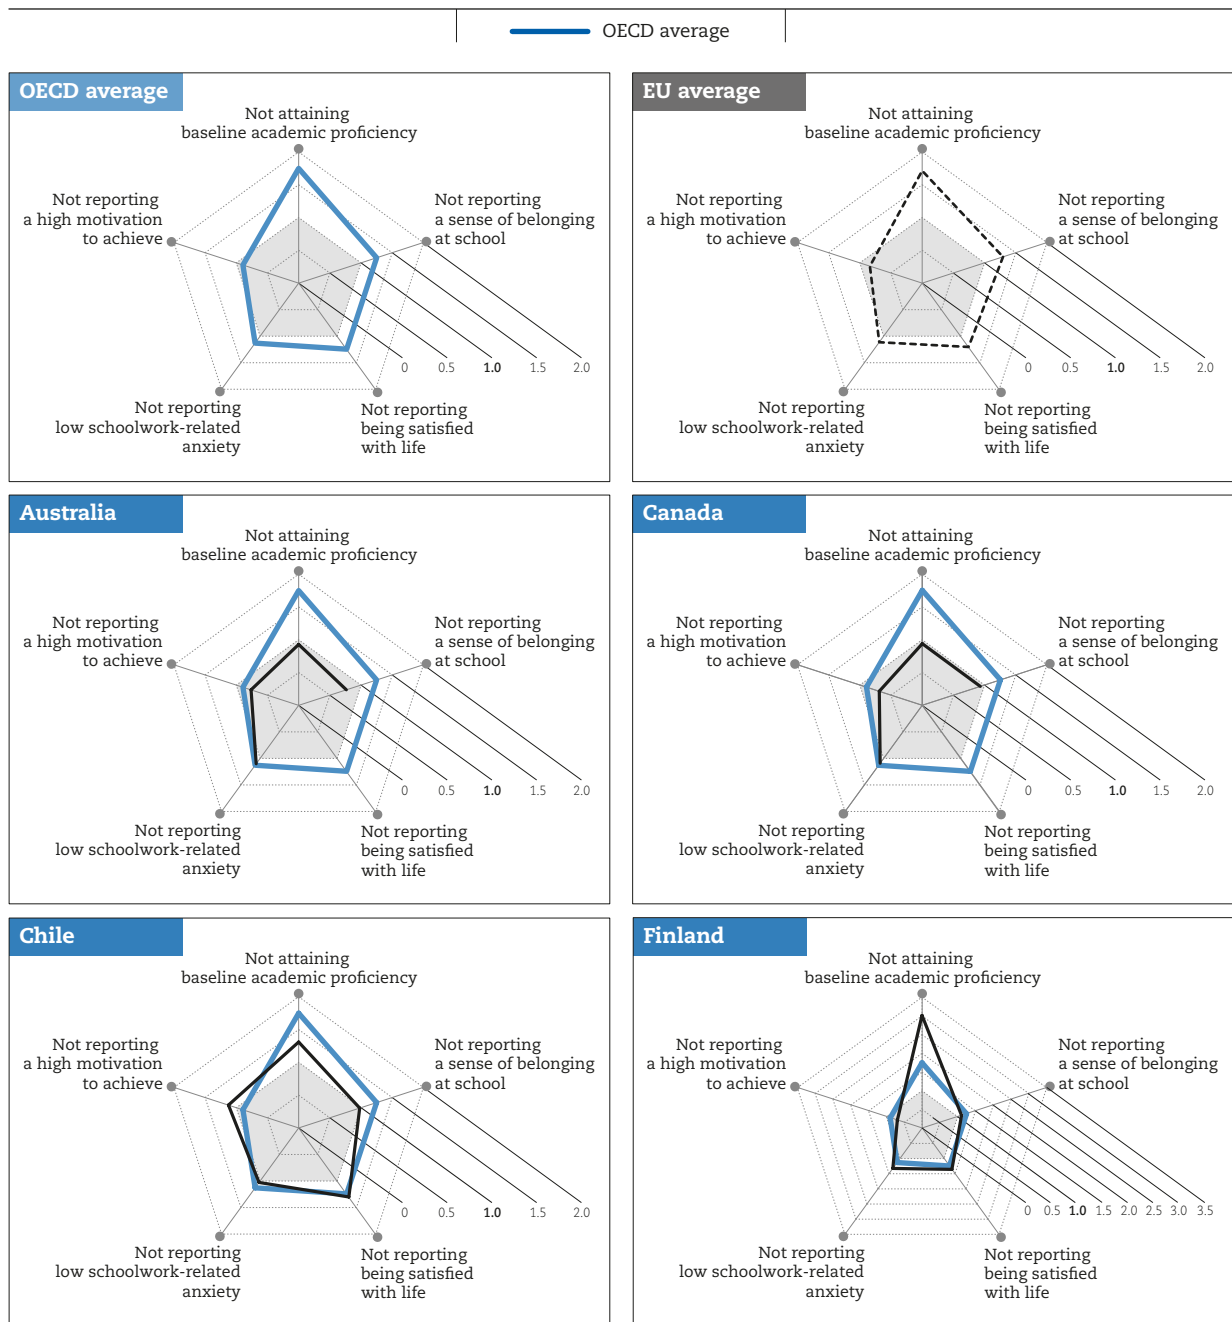 OECD average
OECD average
Not attaining
baseline academic proficiency
Not reporting
a high motivation
to achieve
Not reporting
a sense of belonging
at school
0 0.5 1.0 1.5 2.0
Not reporting
low schoolwork-related
anxiety
Not reporting
being satisfied
with life
EU average
Not attaining
baseline academic proficiency
Not reporting
a high motivation
to achieve
Not reporting
a sense of belonging
at school
0 0.5 1.0 1.5 2.0
Not reporting
low schoolwork-related
anxiety
Not reporting
being satisfied
with life
Australia
Not attaining
baseline academic proficiency
Not reporting
a high motivation
to achieve
Not reporting
a sense of belonging
at school
0 0.5 1.0 1.5 2.0
Not reporting
low schoolwork-related
anxiety
Not reporting
being satisfied
with life
Canada
Not attaining
baseline academic proficiency
Not reporting
a high motivation
to achieve
Not reporting
a sense of belonging
at school
0 0.5 1.0 1.5 2.0
Not reporting
low schoolwork-related
anxiety
Not reporting
being satisfied
with life
Chile
Not attaining
baseline academic proficiency
Not reporting
a high motivation
to achieve
Not reporting
a sense of belonging
at school
0 0.5 1.0 1.5 2.0
Not reporting
low schoolwork-related
anxiety
Not reporting
being satisfied
with life
Finland
Not attaining
baseline academic proficiency
Not reporting
a high motivation
to achieve
Not reporting
a sense of belonging
at school
0 0.5 1.0 1.5 2.0 2.5 3.0 3.5
Not reporting
low schoolwork-related
anxiety
Not reporting
being satisfied
with life